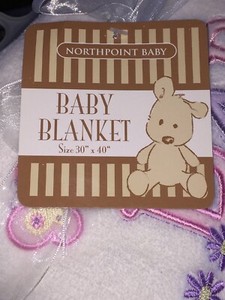 NORTHPOINT BABY
BABY
BLANKET
Size 30" x 40"